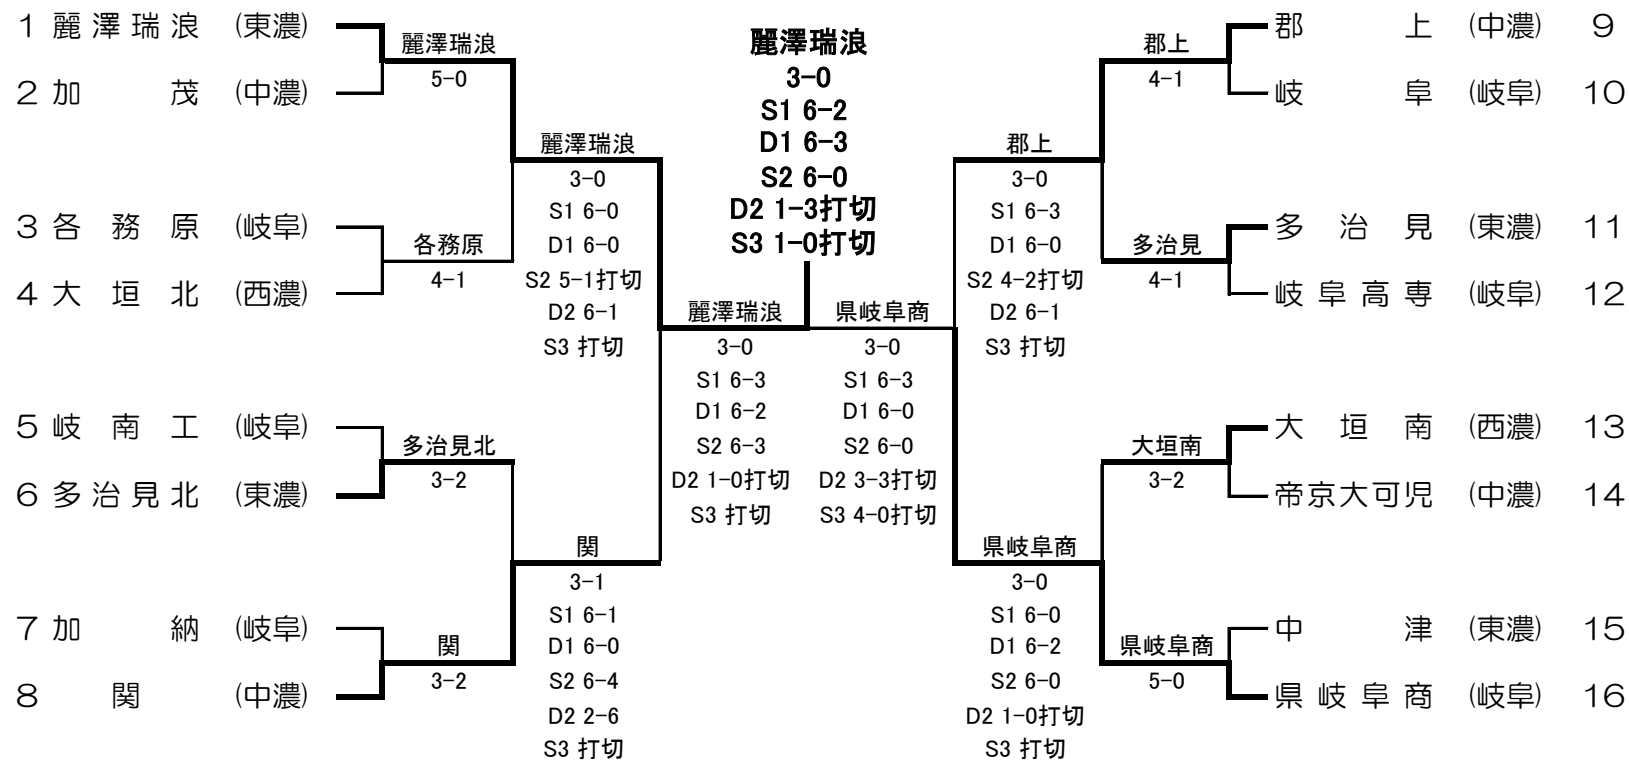 1 麗澤瑞浪 (東濃)
2 加茂 (中濃)
3 各務原 (岐阜)
4 大垣北 (西濃)
5 岐南工 (岐阜)
6 多治見北 (東濃)
7 加納 (岐阜)
8 関 (中濃)
麗澤瑞浪
5-0
各務原
4-1
多治見北
3-2
関
3-2
麗澤瑞浪
3-0
S1 6-0
D1 6-0
S2 5-1打切
D2 6-1
S3 打切
関
3-1
S1 6-1
D1 6-0
S2 6-4
D2 2-6
S3 打切
麗澤瑞浪
3-0
S1 6-3
D1 6-2
S2 6-3
D2 1-0打切
S3 打切
麗澤瑞浪
3-0
S1 6-2
D1 6-3
S2 6-0
D2 1-3打切
S3 1-0打切
県岐阜商
3-0
S1 6-3
D1 6-0
S2 6-0
D2 3-3打切
S3 4-0打切
郡上
3-0
S1 6-3
D1 6-0
S2 4-2打切
D2 6-1
S3 打切
県岐阜商
3-0
S1 6-0
D1 6-2
S2 6-0
D2 1-0打切
S3 打切
郡上
4-1
多治見
4-1
大垣南
3-2
県岐阜商
5-0
郡上 (中濃) 9
岐阜 (岐阜) 10
多治見 (東濃) 11
岐阜高専 (岐阜) 12
大垣南 (西濃) 13
帝京大可児 (中濃) 14
中津 (東濃) 15
県岐阜商 (岐阜) 16